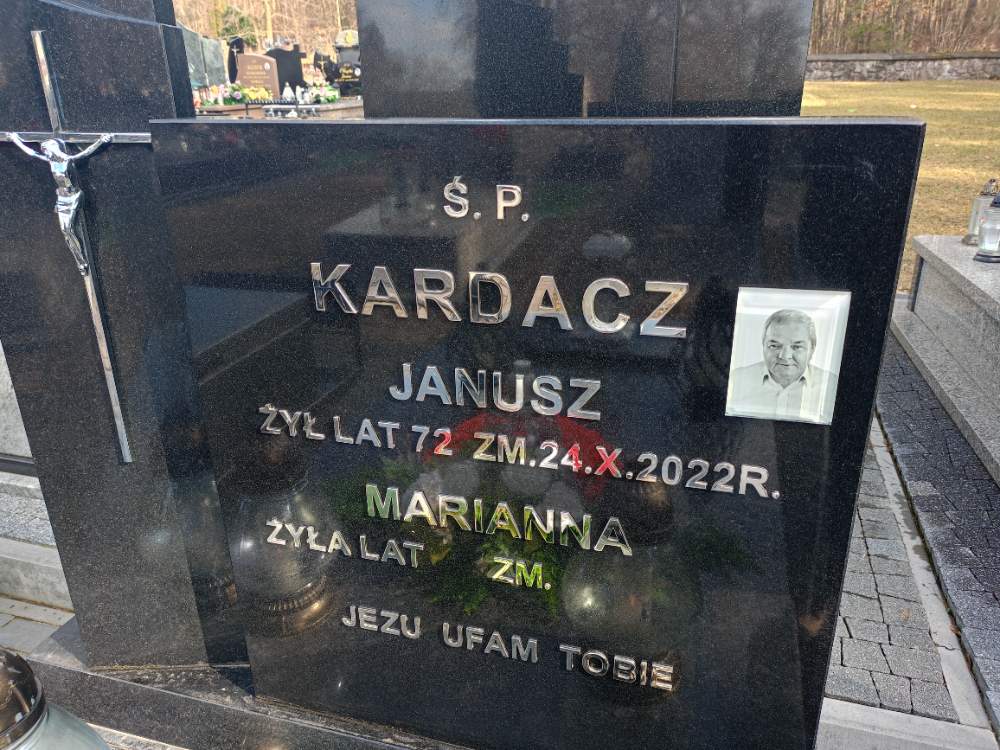 Ś. P.
KARDACZ
JANUSZ
ŻYŁ LAT 72 ZM.24.X.2022R.
MARIANNA
ŻYŁA LAT ZM.
JEZU UFAM TOBIE